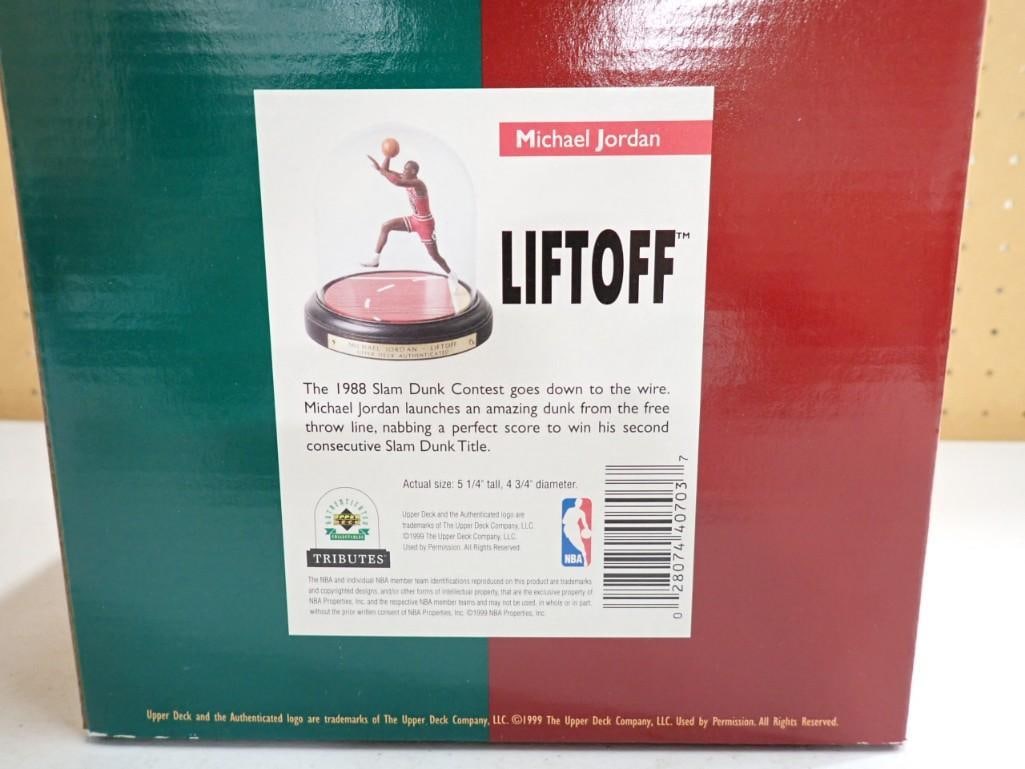 Michael Jordan
LIFTOFF™
MICHAEL JORDAN - LIFTOFF
UPPER DECK AUTHENTICATED
The 1988 Slam Dunk Contest goes down to the wire.
Michael Jordan launches an amazing dunk from the free
throw line, nabbing a perfect score to win his second
consecutive Slam Dunk Title.
Actual size: 5 1/4" tall, 4 3/4" diameter.
AUTHENTICATED
UPPER DECK
COLLECTIBLES
TRIBUTES
Upper Deck and the Authenticated logo are
trademarks of The Upper Deck Company, LLC.
©1999 The Upper Deck Company, LLC.
Used by Permission. All Rights Reserved.
NBA
0 28074 40703 7
The NBA and individual NBA member team identifications reproduced on this product are trademarks
and copyrighted designs, and/or other forms of intellectual property, that are the exclusive property of
NBA Properties, Inc. and the respective NBA member teams and may not be used, in whole or in part,
without the prior written consent of NBA Properties, Inc. ©1999 NBA Properties, Inc.
Upper Deck and the Authenticated logo are trademarks of The Upper Deck Company, LLC. ©1999 The Upper Deck Company, LLC. Used by Permission. All Rights Reserved.